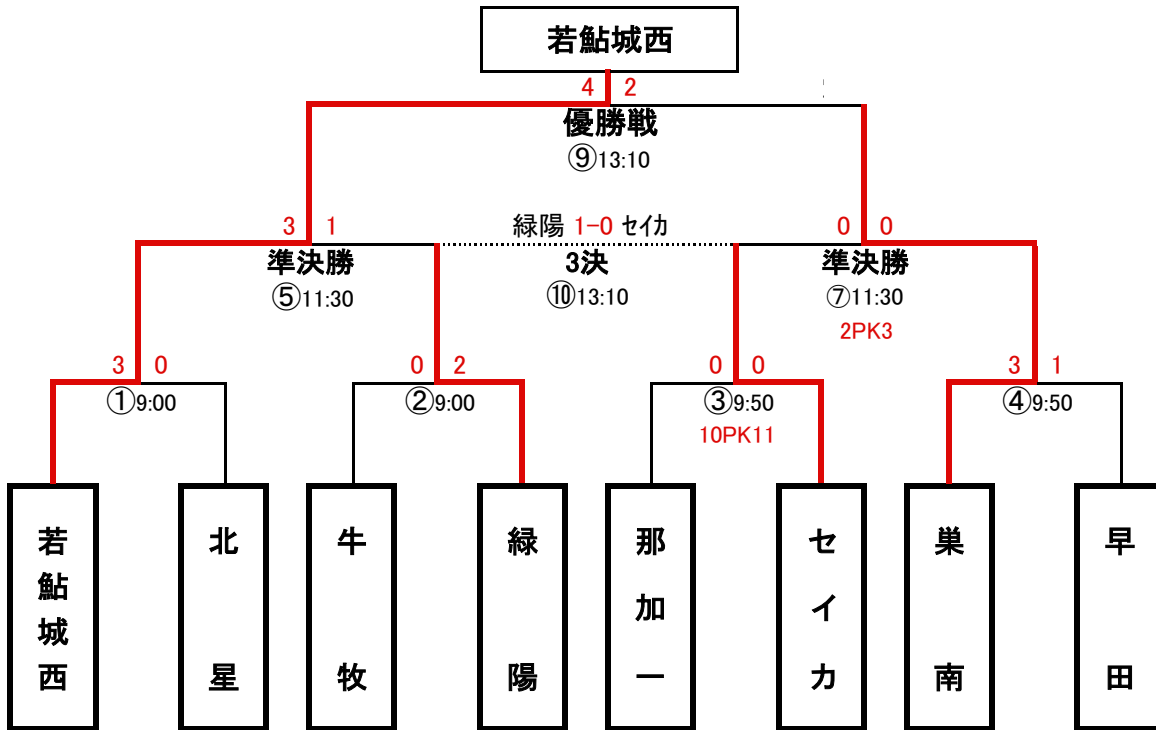 若鮎城西
4 2
優勝戦
⑨13:10
3 1
緑陽 1-0 セイカ
0 0
準決勝
3決
準決勝
⑤11:30
⑩13:10
⑦11:30
2PK3
3 0
0 2
0 0
3 1
①9:00
②9:00
③9:50
④9:50
10PK11
若鮎城西
北星
牛牧
緑陽
那加一
セイカ
巣南
早田